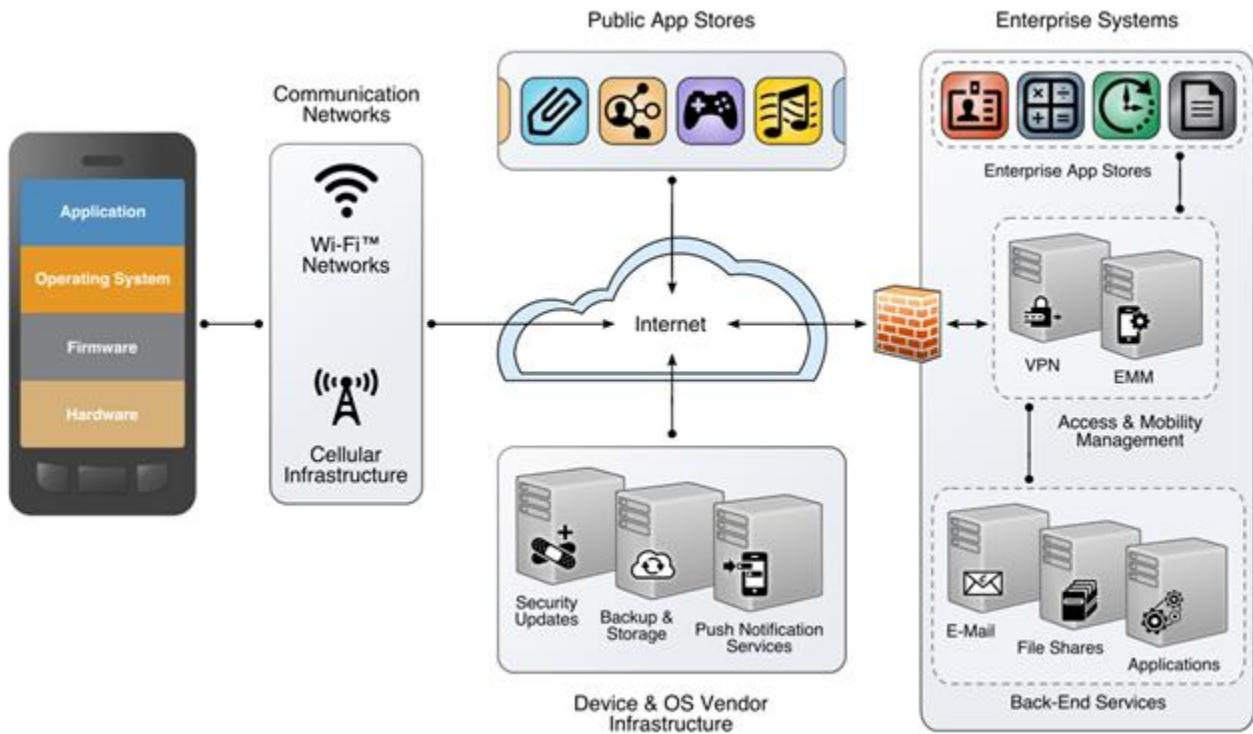 Public App Stores
Enterprise Systems
Communication
Networks
Application
Operating System
Firmware
Hardware
Wi-Fi™
Networks
Cellular
Infrastructure
Internet
Enterprise App Stores
VPN
EMM
Access & Mobility
Management
Security
Updates
Backup &
Storage
Push Notification
Services
Device & OS Vendor
Infrastructure
E-Mail
File Shares
Applications
Back-End Services